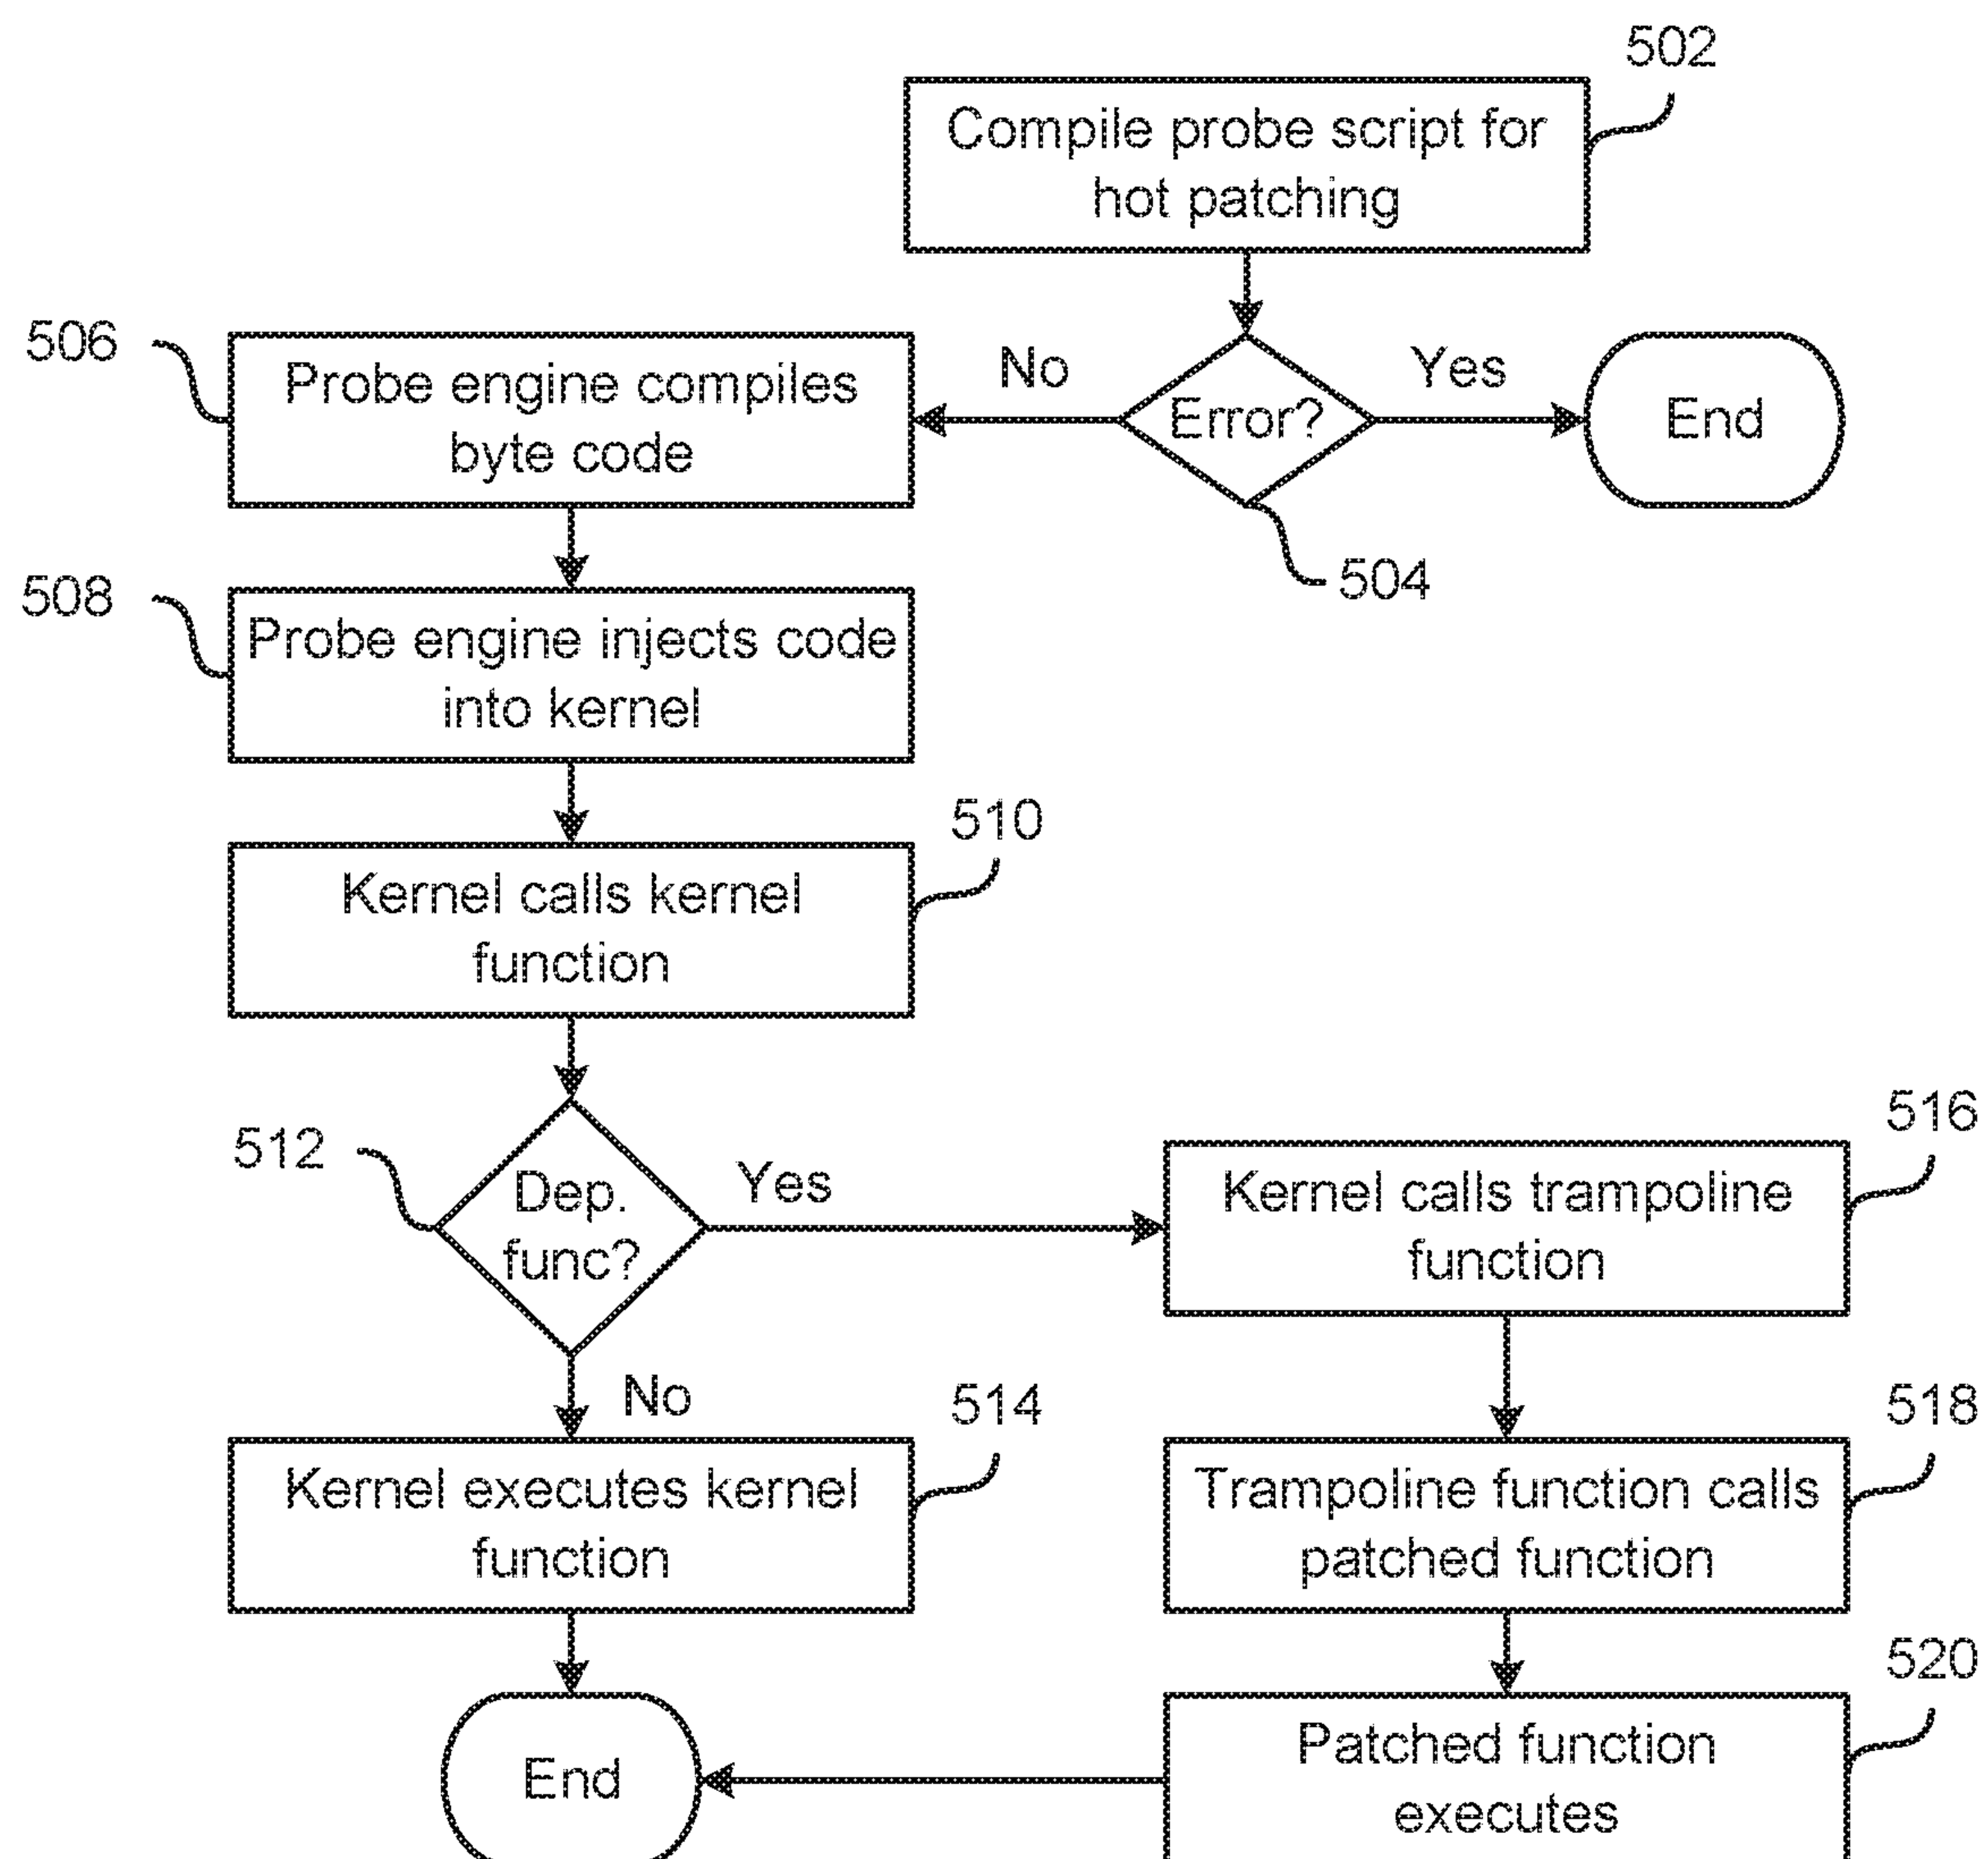 502
Compile probe script for
hot patching
506
Probe engine compiles
byte code
No
Error?
Yes
End
504
508
Probe engine injects code
into kernel
510
Kernel calls kernel
function
512
Dep.
func?
Yes
516
Kernel calls trampoline
function
No
514
Kernel executes kernel
function
518
Trampoline function calls
patched function
520
End
Patched function
executes